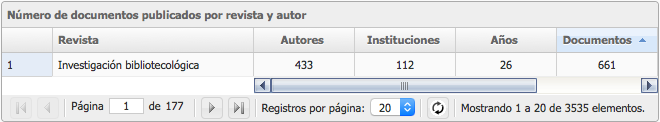 Número de documentos publicados por revista y autor
Revista Autores Instituciones Años Documentos
1 Investigación bibliotecológica 433 112 26 661
Página 1 de 177 Registros por página: 20 Mostrando 1 a 20 de 3535 elementos.